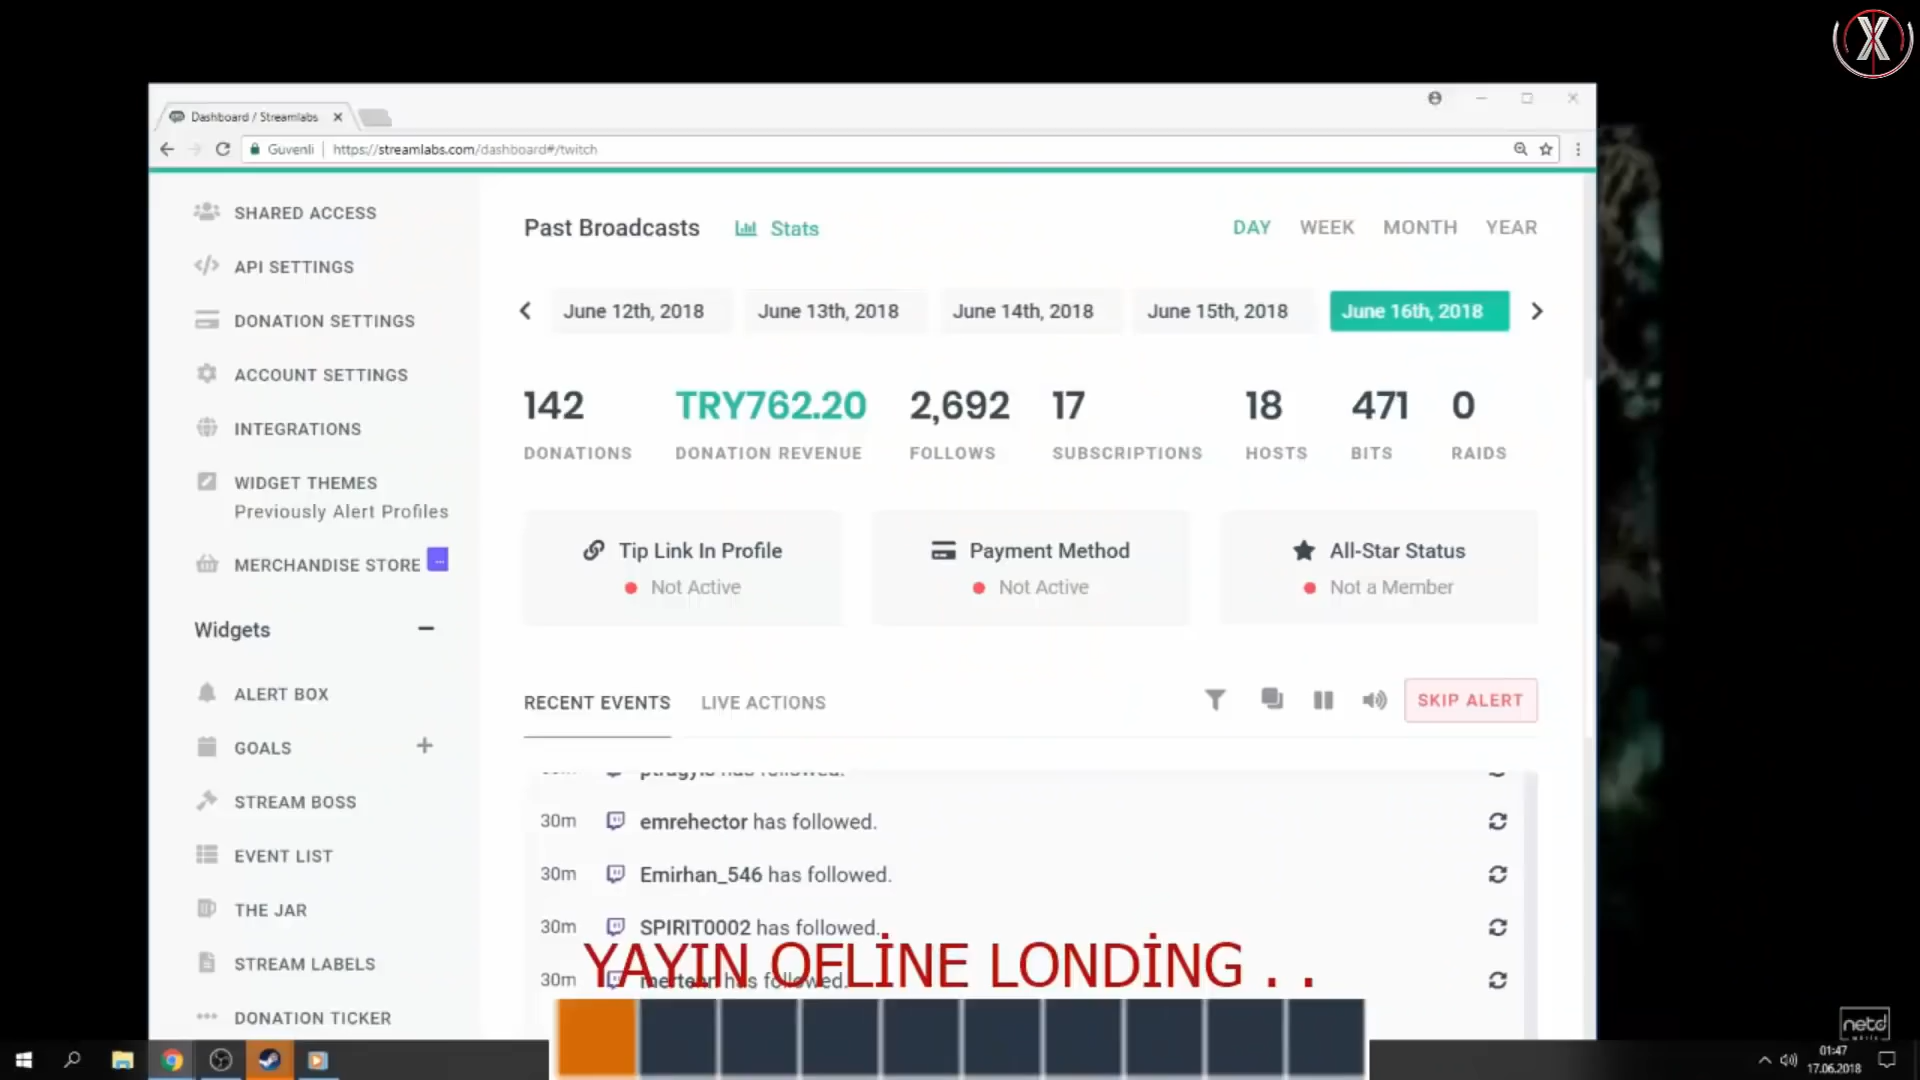 X
Dashboard / Streamlabs
Guvenli | https://streamlabs.com/dashboard#/twitch
SHARED ACCESS
API SETTINGS
DONATION SETTINGS
ACCOUNT SETTINGS
INTEGRATIONS
WIDGET THEMES
Previously Alert Profiles
MERCHANDISE STORE ...
Widgets
ALERT BOX
GOALS
STREAM BOSS
EVENT LIST
THE JAR
STREAM LABELS
DONATION TICKER
Past Broadcasts Stats
DAY WEEK MONTH YEAR
June 12th, 2018 June 13th, 2018 June 14th, 2018 June 15th, 2018 June 16th, 2018
142 TRY762.20 2,692 17 18 471 0
DONATIONS DONATION REVENUE FOLLOWS SUBSCRIPTIONS HOSTS BITS RAIDS
Tip Link In Profile
Not Active
Payment Method
Not Active
All-Star Status
Not a Member
RECENT EVENTS LIVE ACTIONS SKIP ALERT
has followed.
30m emrehector has followed.
30m Emirhan_546 has followed.
30m SPIRIT0002 has followed.
YAYIN OFLİNE LONDİNG . .
30m has followed.
netd
01:47
17.06.2018